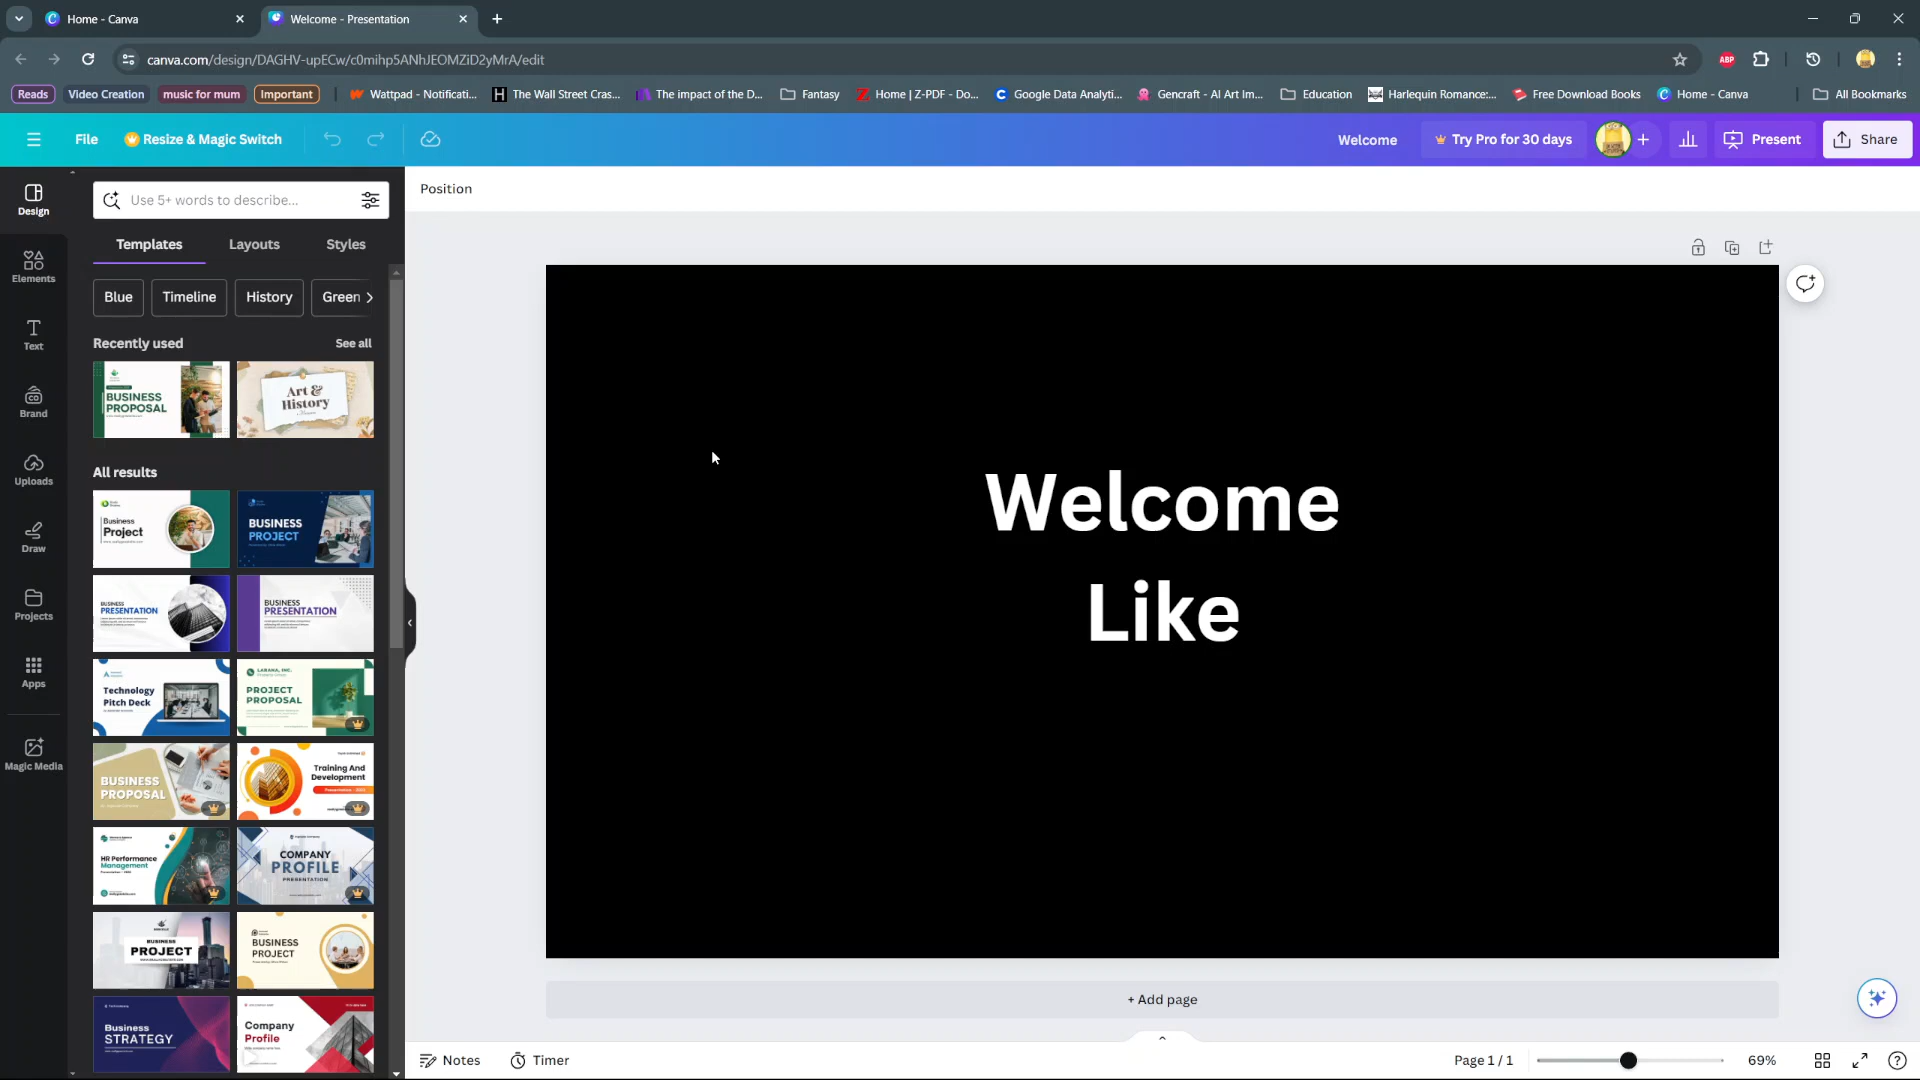 Home - Canva
Welcome - Presentation
canva.com/design/DAGHV-upECw/c0mihp5ANhJEOMZiD2yMrA/edit
ABP
Reads
Video Creation
music for mum
Important
Wattpad - Notificati...
The Wall Street Cras...
The impact of the D...
Fantasy
Home | Z-PDF - Do...
Google Data Analyti...
Gencraft - AI Art Im...
Education
Harlequin Romance:...
Free Download Books
Home - Canva
All Bookmarks
File
Resize & Magic Switch
Welcome
Try Pro for 30 days
Present
Share
Design
Elements
Text
Brand
Uploads
Draw
Projects
Apps
Magic Media
Use 5+ words to describe...
Templates
Layouts
Styles
Blue
Timeline
History
Green
Recently used
See all
BUSINESS
PROPOSAL
Art &
History
All results
Business
Project
BUSINESS
PROJECT
BUSINESS
PRESENTATION
BUSINESS
PRESENTATION
Technology
Pitch Deck
LARANA, INC.
PROJECT
PROPOSAL
BUSINESS
PROPOSAL
Training And
Development
HR Performance
Management
COMPANY
PROFILE
PRESENTATION
BUSINESS
PROJECT
BUSINESS
PROJECT
Business
STRATEGY
Company
Profile
Position
Welcome
Like
+ Add page
Notes
Timer
Page 1 / 1
69%